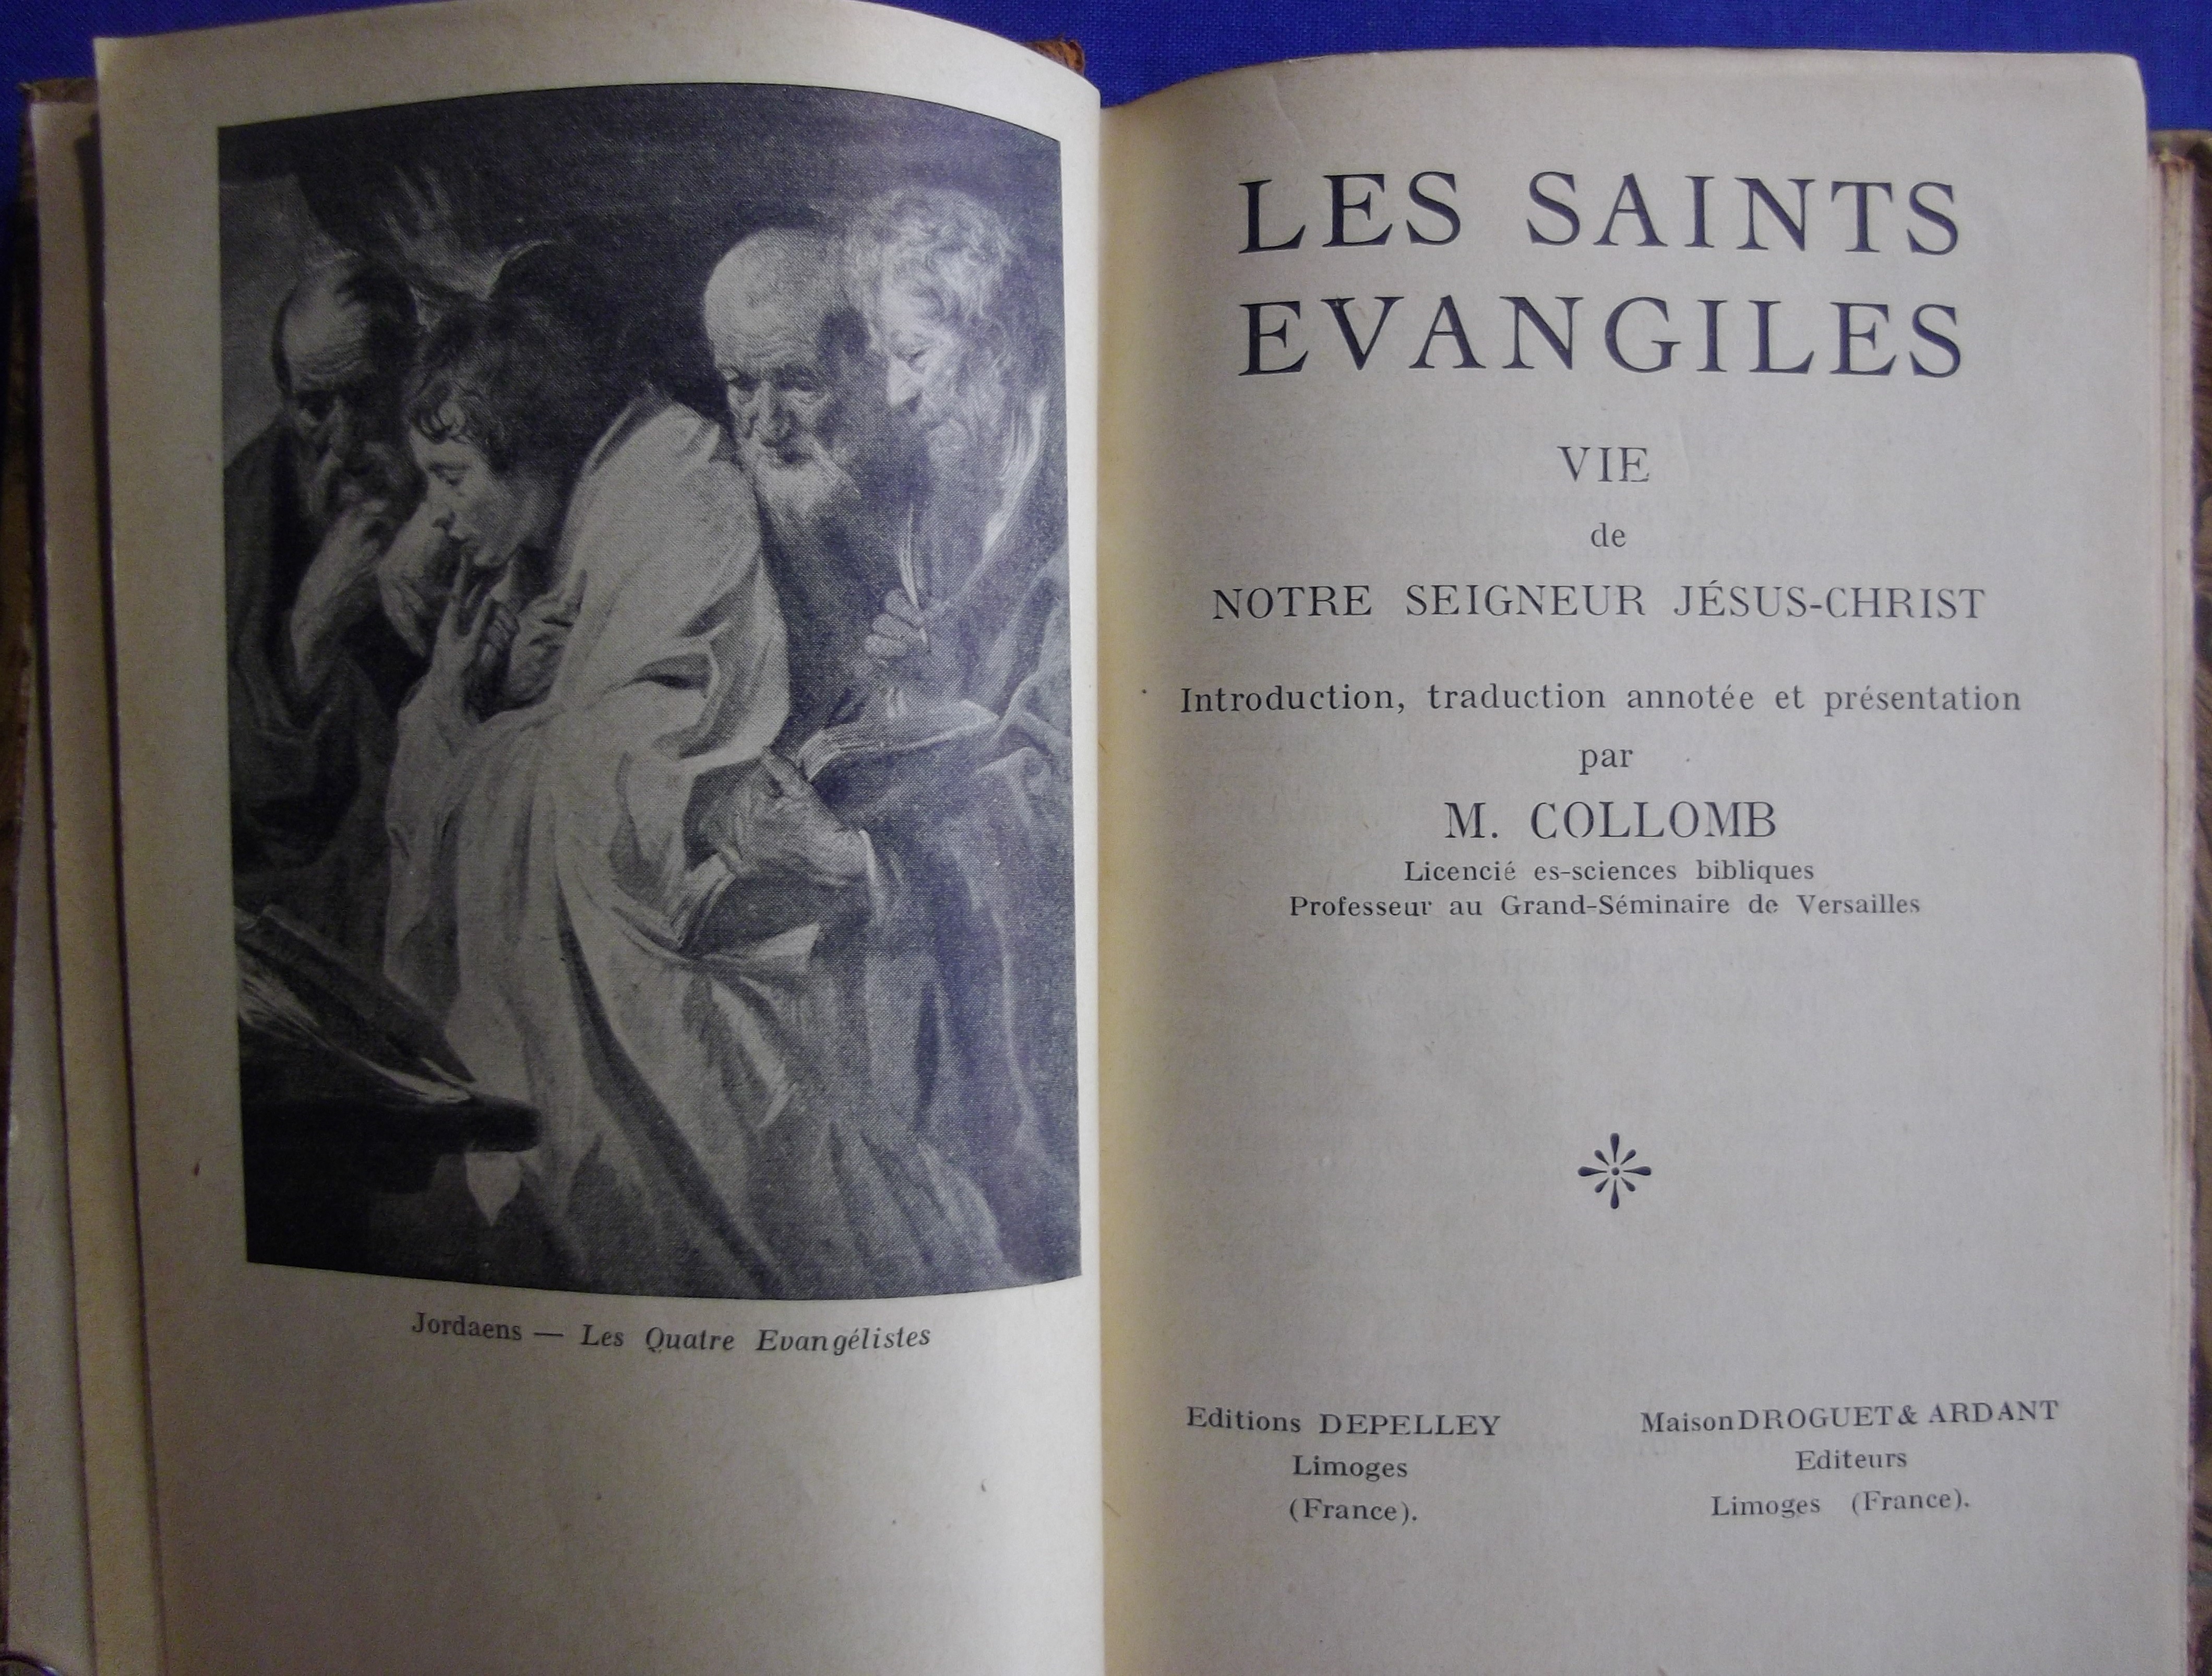 Jordaens — Les Quatre Evangélistes
LES SAINTS
EVANGILES
VIE
de
NOTRE SEIGNEUR JÉSUS-CHRIST
Introduction, traduction annotée et présentation
par
M. COLLOMB
Licencié es-sciences bibliques
Professeur au Grand-Séminaire de Versailles
Editions DEPELLEY
Limoges
(France).
Maison DROGUET & ARDANT
Editeurs
Limoges (France).